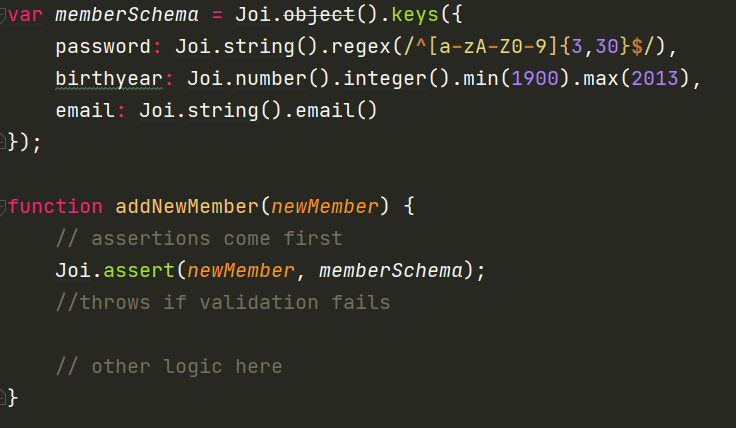 var memberSchema = Joi.object().keys({
    password: Joi.string().regex(/^[a-zA-Z0-9]{3,30}$/),
    birthyear: Joi.number().integer().min(1900).max(2013),
    email: Joi.string().email()
});

function addNewMember(newMember) {
    // assertions come first
    Joi.assert(newMember, memberSchema);
    //throws if validation fails

    // other logic here
}